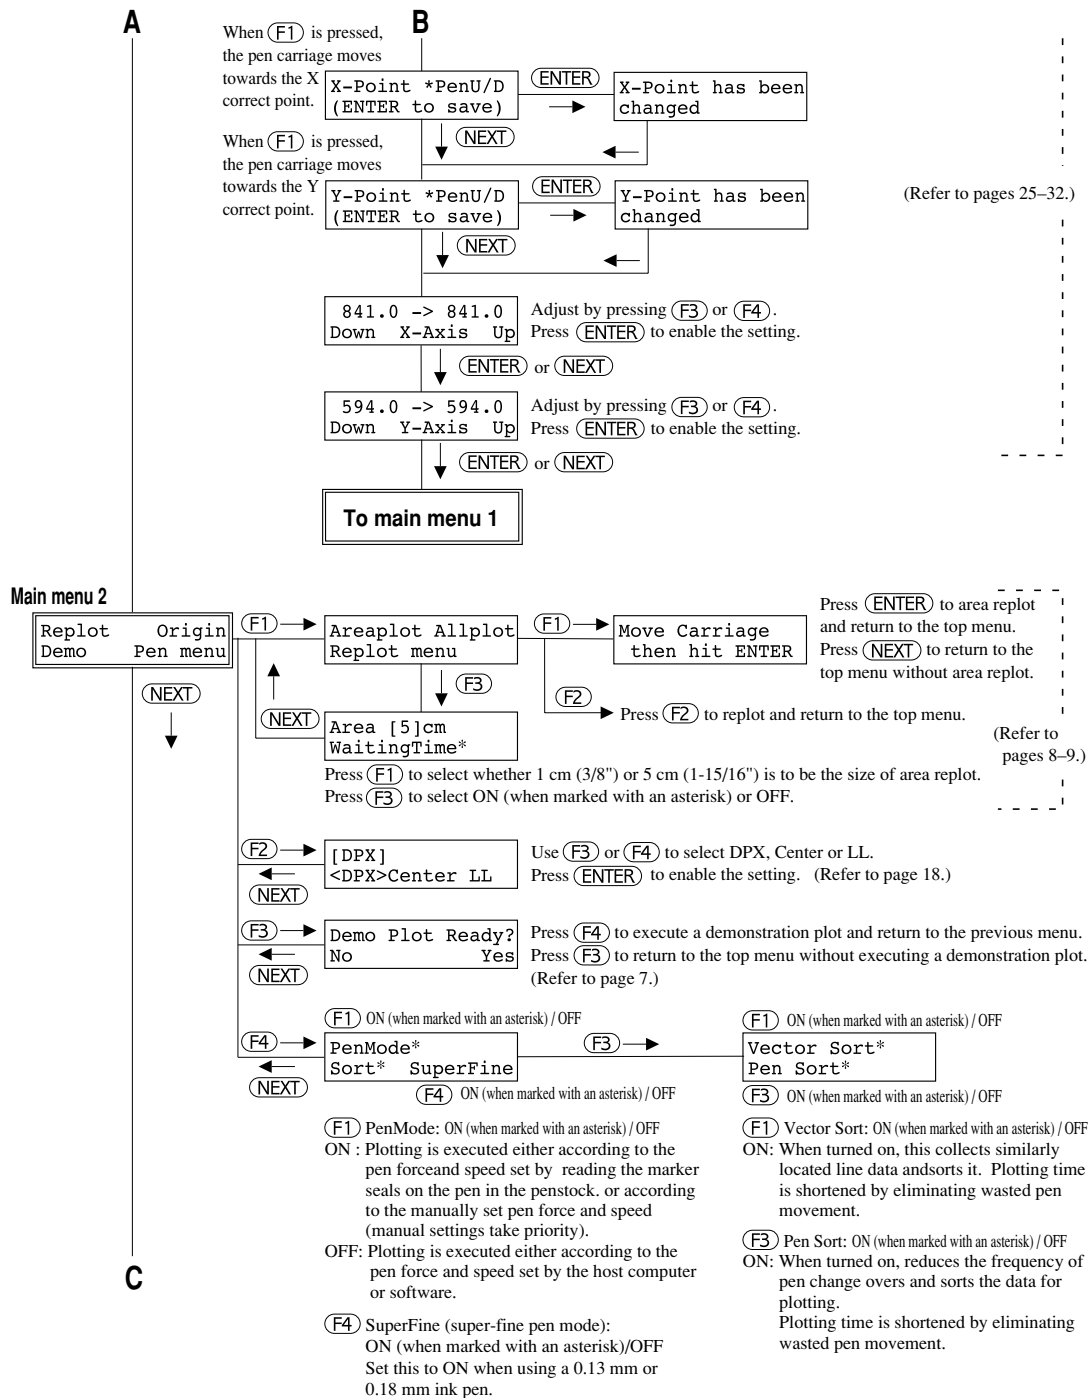 A
B
When F1 is pressed,
the pen carriage moves
towards the X
correct point.
X-Point *PenU/D
(ENTER to save)
ENTER
X-Point has been
changed
NEXT
When F1 is pressed,
the pen carriage moves
towards the Y
correct point.
Y-Point *PenU/D
(ENTER to save)
ENTER
Y-Point has been
changed
NEXT
(Refer to pages 25–32.)
841.0 -> 841.0
Down X-Axis Up
Adjust by pressing F3 or F4.
Press ENTER to enable the setting.
ENTER or NEXT
594.0 -> 594.0
Down Y-Axis Up
Adjust by pressing F3 or F4.
Press ENTER to enable the setting.
ENTER or NEXT
To main menu 1
Main menu 2
Replot Origin
Demo Pen menu
NEXT
F1
Areaplot Allplot
Replot menu
F1
Move Carriage
then hit ENTER
Press ENTER to area replot
and return to the top menu.
Press NEXT to return to the
top menu without area replot.
F3
F2
Press F2 to replot and return to the top menu.
NEXT
Area [5]cm
WaitingTime*
(Refer to
pages 8–9.)
Press F1 to select whether 1 cm (3/8") or 5 cm (1-15/16") is to be the size of area replot.
Press F3 to select ON (when marked with an asterisk) or OFF.
F2
NEXT
[DPX]
<DPX>Center LL
Use F3 or F4 to select DPX, Center or LL.
Press ENTER to enable the setting. (Refer to page 18.)
F3
NEXT
Demo Plot Ready?
No Yes
Press F4 to execute a demonstration plot and return to the previous menu.
Press F3 to return to the top menu without executing a demonstration plot.
(Refer to page 7.)
F1 ON (when marked with an asterisk) / OFF
F4
NEXT
PenMode*
Sort* SuperFine
F4 ON (when marked with an asterisk) / OFF
F3
F1 ON (when marked with an asterisk) / OFF
Vector Sort*
Pen Sort*
F3 ON (when marked with an asterisk) / OFF
F1 PenMode: ON (when marked with an asterisk) / OFF
ON : Plotting is executed either according to the
pen forceand speed set by reading the marker
seals on the pen in the penstock. or according
to the manually set pen force and speed
(manual settings take priority).
OFF: Plotting is executed either according to the
pen force and speed set by the host computer
or software.
F4 SuperFine (super-fine pen mode):
ON (when marked with an asterisk)/OFF
Set this to ON when using a 0.13 mm or
0.18 mm ink pen.
F1 Vector Sort: ON (when marked with an asterisk) / OFF
ON: When turned on, this collects similarly
located line data andsorts it. Plotting time
is shortened by eliminating wasted pen
movement.
F3 Pen Sort: ON (when marked with an asterisk) / OFF
ON: When turned on, reduces the frequency of
pen change overs and sorts the data for
plotting.
Plotting time is shortened by eliminating
wasted pen movement.
C